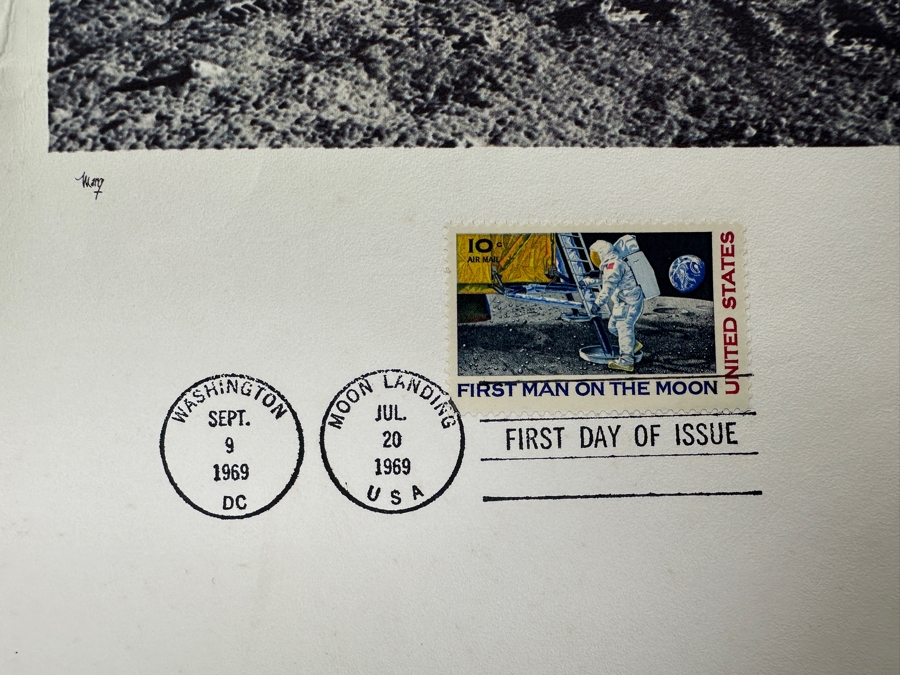 10c
AIR MAIL
UNITED STATES
FIRST MAN ON THE MOON
WASHINGTON
SEPT.
9
1969
DC
MOON LANDING
JUL.
20
1969
USA
FIRST DAY OF ISSUE